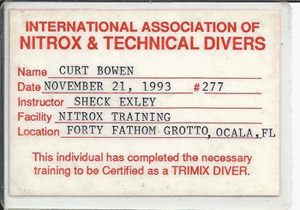 INTERNATIONAL ASSOCIATION OF
NITROX & TECHNICAL DIVERS
Name CURT BOWEN
Date NOVEMBER 21, 1993 #277
Instructor SHECK EXLEY
Facility NITROX TRAINING
Location FORTY FATHOM GROTTO, OCALA, FL
This individual has completed the necessary
training to be Certified as a TRIMIX DIVER.